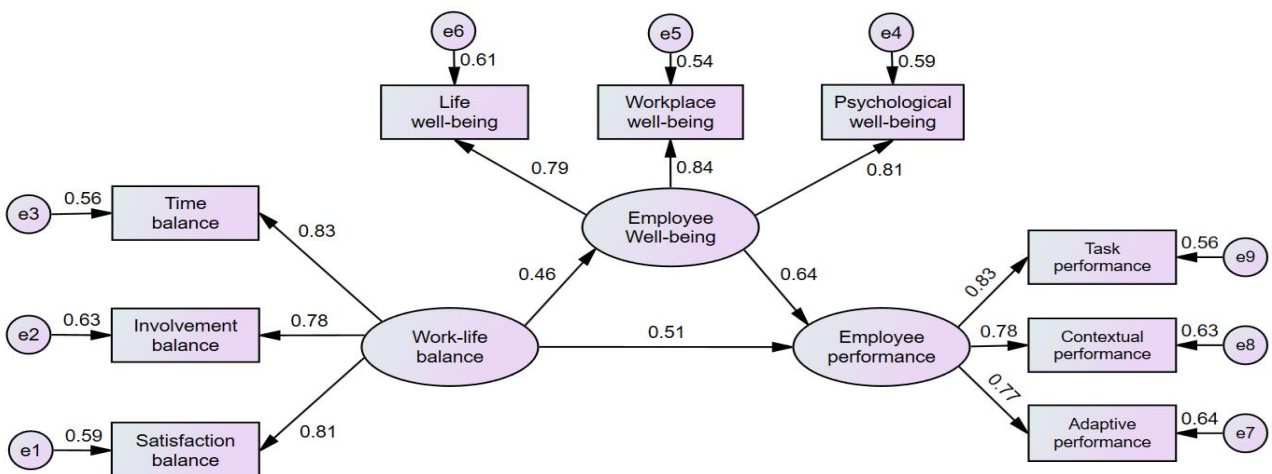 e6
e5
e4
0.61
0.54
0.59
Life
well-being
Workplace
well-being
Psychological
well-being
0.79
0.84
0.81
e3
0.56
Time
balance
0.83
Employee
Well-being
0.46
0.64
Task
performance
0.56
e9
0.83
e2
0.63
Involvement
balance
0.78
Work-life
balance
0.51
Employee
performance
0.78
Contextual
performance
0.63
e8
0.77
e1
0.59
Satisfaction
balance
0.81
Adaptive
performance
0.64
e7